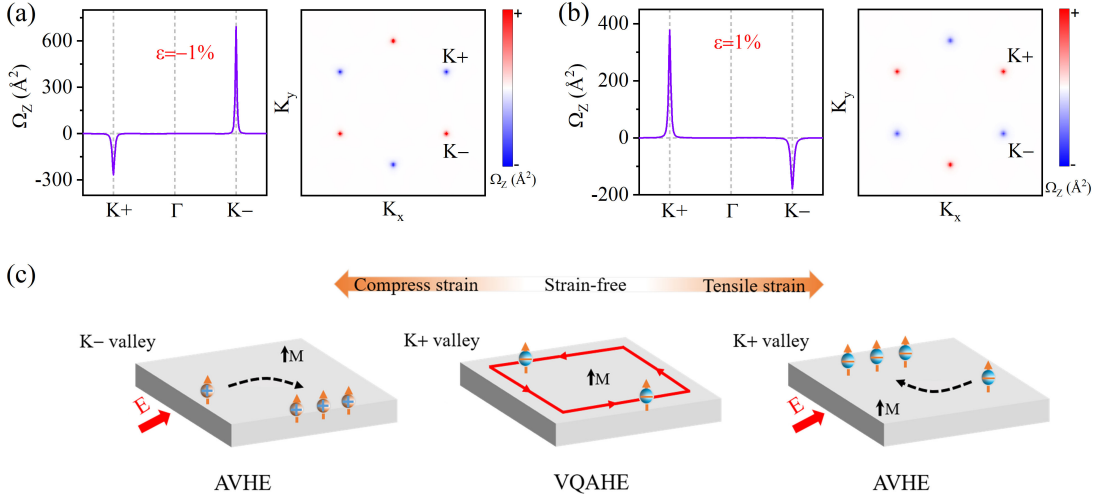 (a)
600
300
0
-300
Ω_Z (Å²)
ε=−1%
K+ Γ K−
K_y
K+
K−
K_x
+
−
Ω_Z (Å²)
(b)
400
200
0
-200
Ω_Z (Å²)
ε=1%
K+ Γ K−
K_y
K+
K−
K_x
+
−
Ω_Z (Å²)
(c)
Compress strain Strain-free Tensile strain
K− valley
M
E
AVHE
K+ valley
M
VQAHE
K+ valley
M
E
AVHE